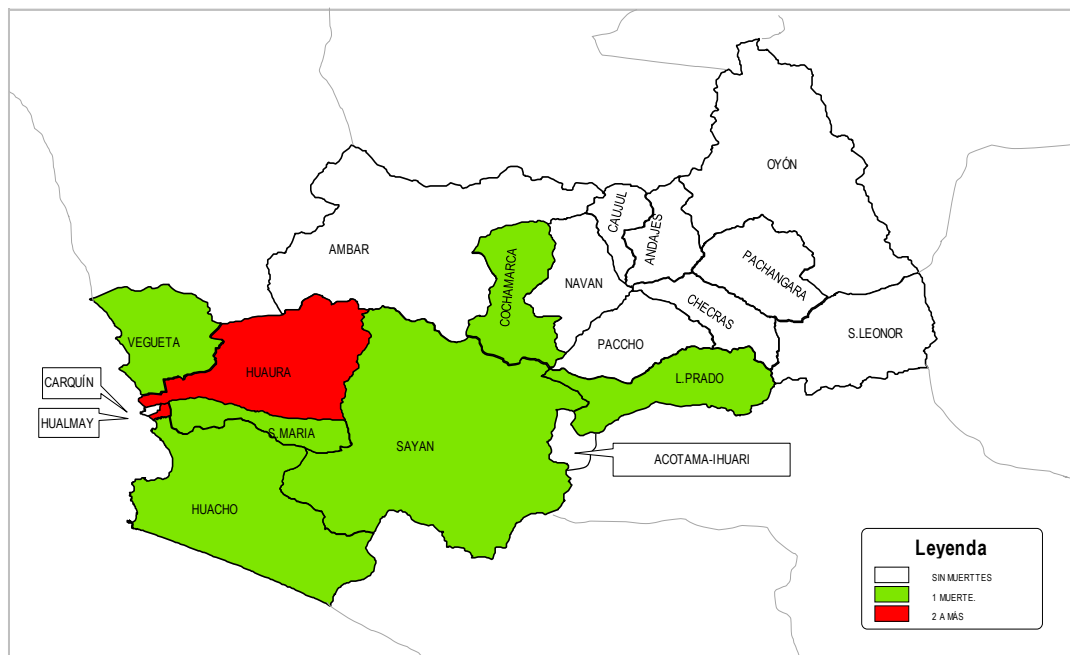 OYÓN
CAUJUL
ANDAJES
AMBAR
PACHANGARA
COCHAMARCA
NAVAN
CHECRAS
S.LEONOR
VEGUETA
PACCHO
HUAURA
L.PRADO
CARQUÍN
HUALMAY
S.MARIA
SAYAN
ACOTAMA-IHUARI
HUACHO
Leyenda
SIN MUERTTES
1 MUERTE.
2 A MÁS